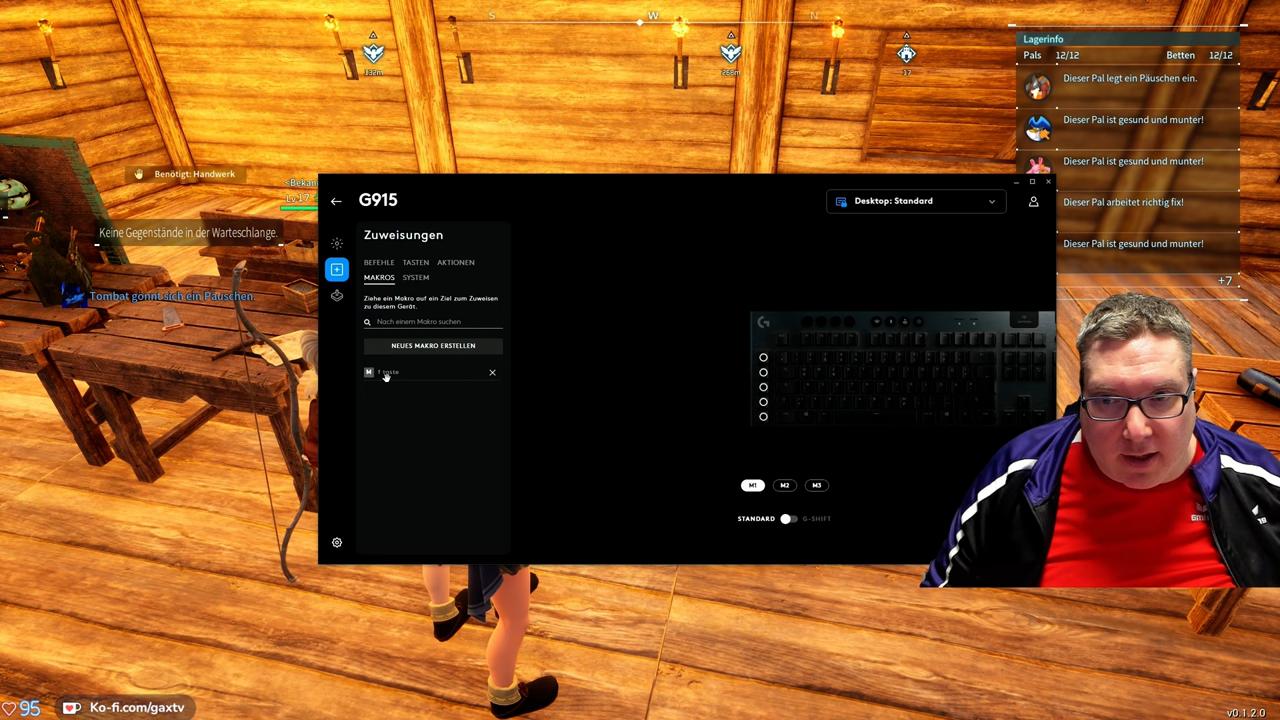 S W N
132m
268m
17
Lagerinfo
Pals 12/12 Betten 12/12
Dieser Pal legt ein Päuschen ein.
Dieser Pal ist gesund und munter!
Dieser Pal ist gesund und munter!
Dieser Pal arbeitet richtig fix!
Dieser Pal ist gesund und munter!
+7
Benötigt: Handwerk
Keine Gegenstände in der Warteschlange.
Tombat gönnt sich ein Päuschen.
G915
Desktop: Standard
Zuweisungen
BEFEHLE TASTEN AKTIONEN
MAKROS SYSTEM
Ziehe ein Makro auf ein Ziel zum Zuweisen
zu diesem Gerät.
Nach einem Makro suchen
NEUES MAKRO ERSTELLEN
M f taste
M1 M2 M3
STANDARD G-SHIFT
95 Ko-fi.com/gaxtv
v0.1.2.0